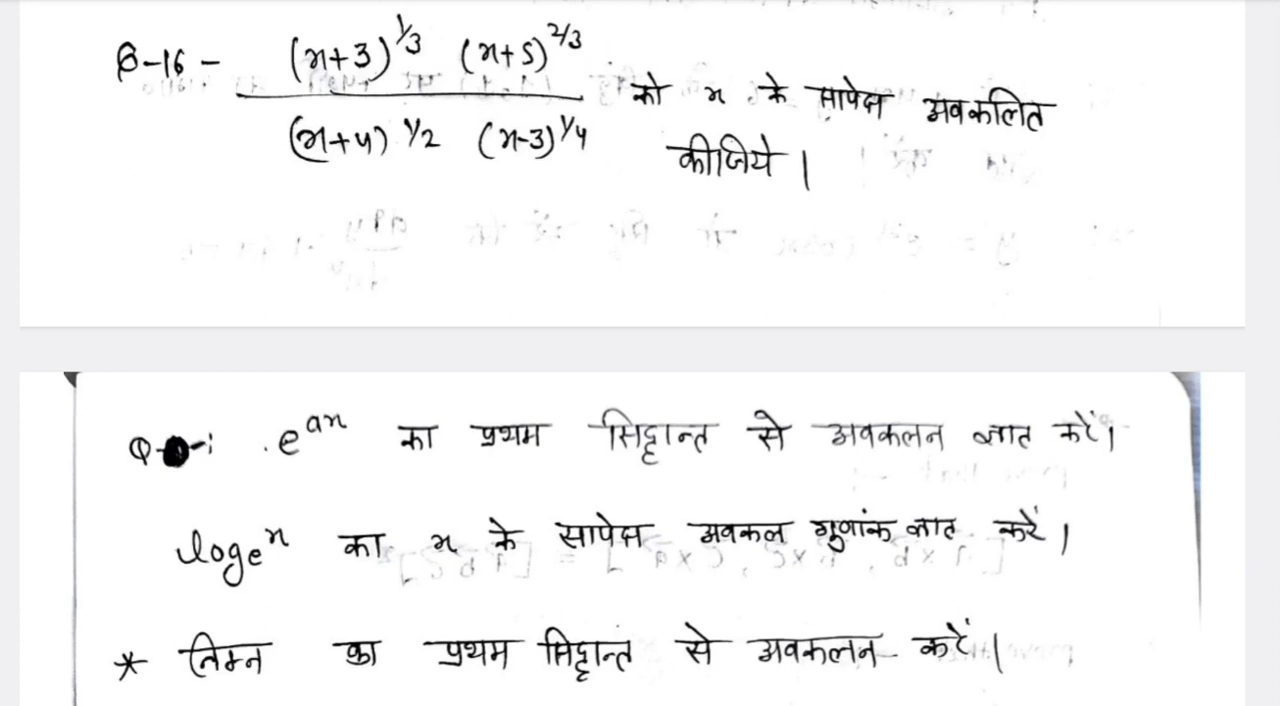 Q-16 - (x+3)^1/3 (x+5)^2/3
को x के सापेक्ष अवकलित
(x+4)^1/2 (x-3)^1/4
कीजिये।
Q- : . e^ax का प्रथम सिद्धान्त से अवकलन ज्ञात करें।
loge^x का x के सापेक्ष अवकल गुणांक ज्ञात करें।
* निम्न का प्रथम सिद्धान्त से अवकलन करें।